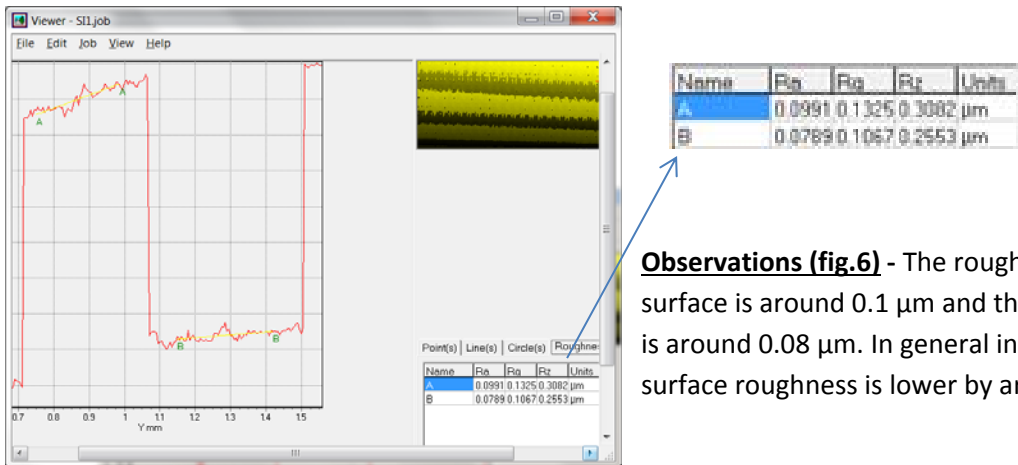 Viewer - SI1.job
File Edit Job View Help
A
A
B
B
0.7 0.8 0.9 1 1.1 1.2 1.3 1.4 1.5
Y mm
Point(s) Line(s) Circle(s) Roughne
Name Ra Rq Rz Units
A 0.0991 0.1325 0.3082 µm
B 0.0789 0.1067 0.2553 µm
Name Ra Rq Rz Units
A 0.0991 0.1325 0.3082 µm
B 0.0789 0.1067 0.2553 µm
Observations (fig.6) - The rough
surface is around 0.1 µm and th
is around 0.08 µm. In general in
surface roughness is lower by a